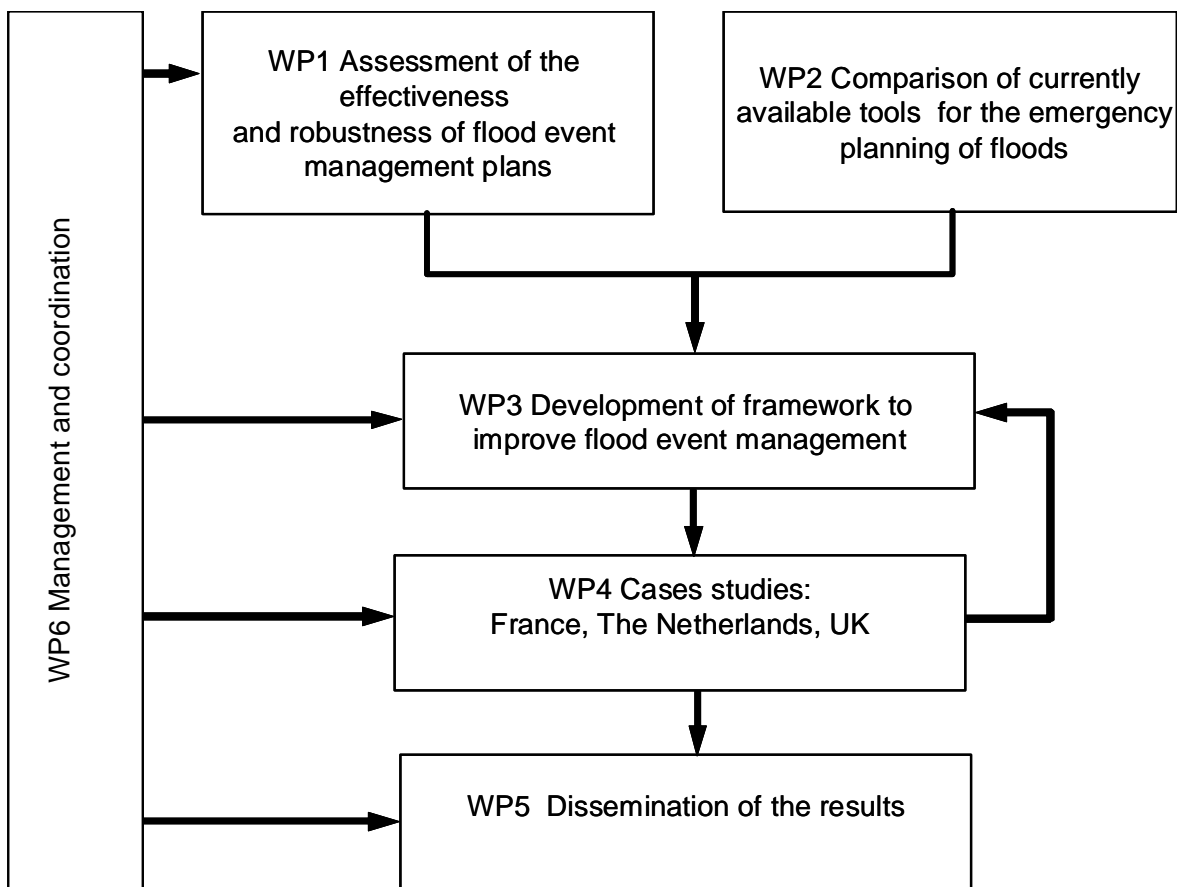 WP6 Management and coordination
WP1 Assessment of the
effectiveness
and robustness of flood event
management plans
WP2 Comparison of currently
available tools for the emergency
planning of floods
WP3 Development of framework to
improve flood event management
WP4 Cases studies:
France, The Netherlands, UK
WP5 Dissemination of the results